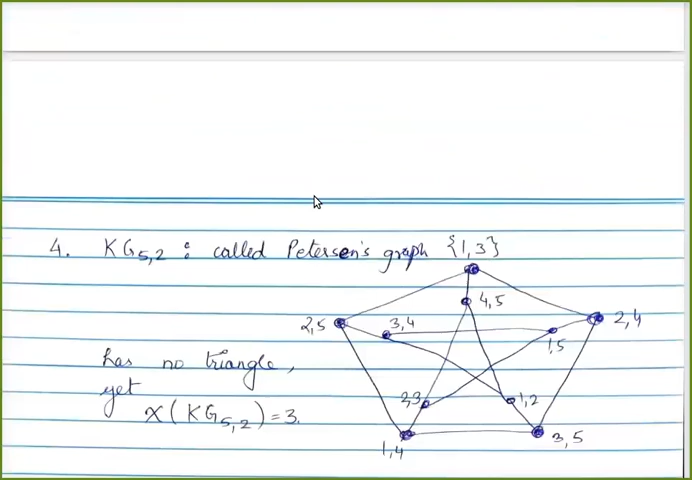 4. KG5,2 : called Petersen's graph {1,3}
4,5
2,5
3,4
1,5
2,4
has no triangle,
yet
2,3
1,2
χ(KG5,2)=3.
1,4
3,5